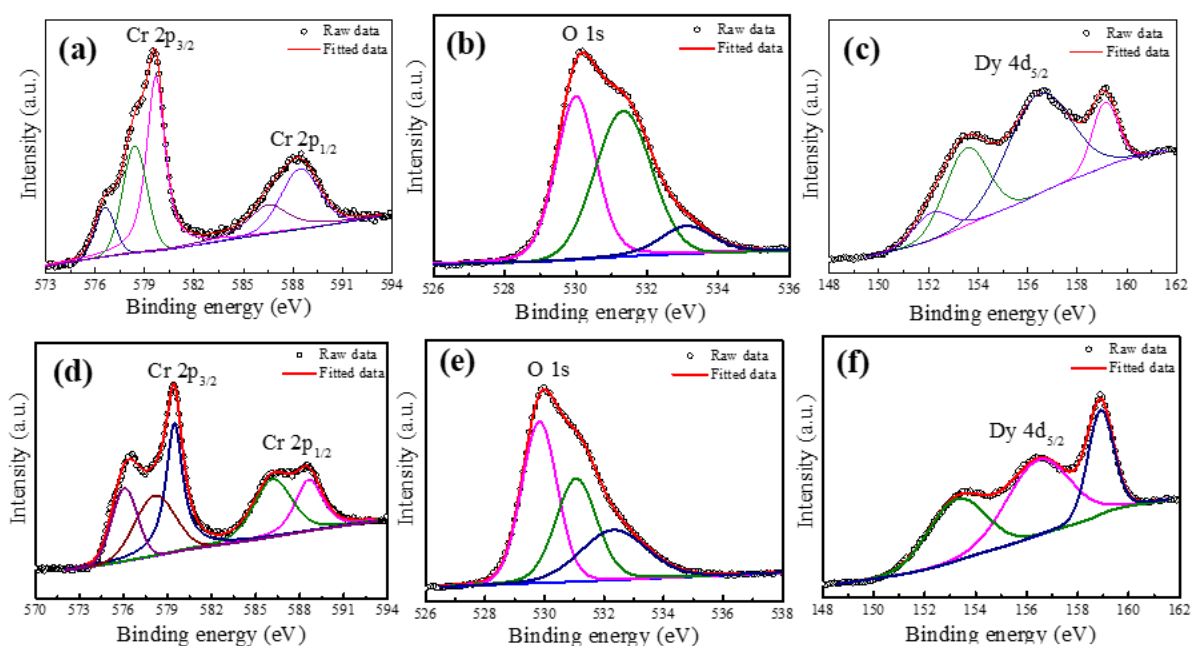 (a)
Cr 2p3/2
Cr 2p1/2
Raw data
Fitted data
Intensity (a.u.)
573 576 579 582 585 588 591 594
Binding energy (eV)
(b)
O 1s
Raw data
Fitted data
Intensity (a.u.)
526 528 530 532 534 536
Binding energy (eV)
(c)
Dy 4d5/2
Raw data
Fitted data
Intensity (a.u.)
148 150 152 154 156 158 160 162
Binding energy (eV)
(d)
Cr 2p3/2
Cr 2p1/2
Raw data
Fitted data
Intensity (a.u.)
570 573 576 579 582 585 588 591 594
Binding energy (eV)
(e)
O 1s
Raw data
Fitted data
Intensity (a.u.)
526 528 530 532 534 536 538
Binding energy (eV)
(f)
Dy 4d5/2
Raw data
Fitted data
Intensity (a.u.)
148 150 152 154 156 158 160 162
Binding energy (eV)